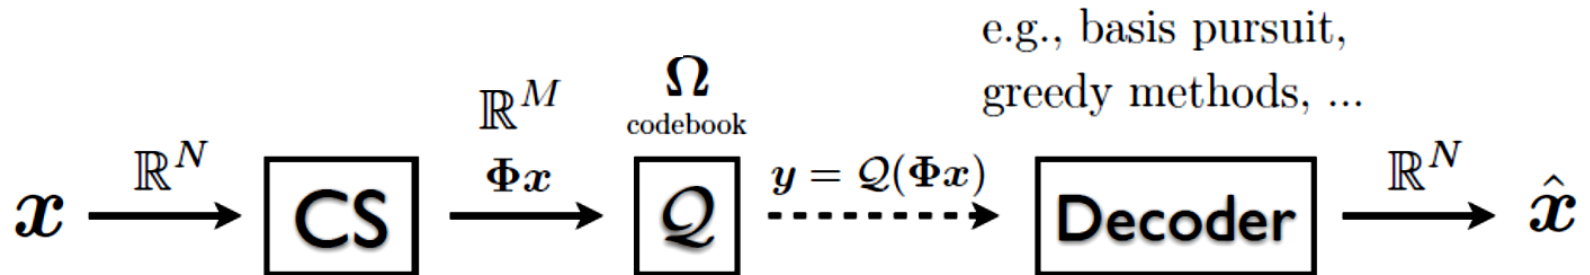 e.g., basis pursuit,
greedy methods, ...
Ω
codebook
ℝ^M
Φx
ℝ^N
y = 𝒬(Φx)
ℝ^N
x
CS
𝒬
Decoder
x̂